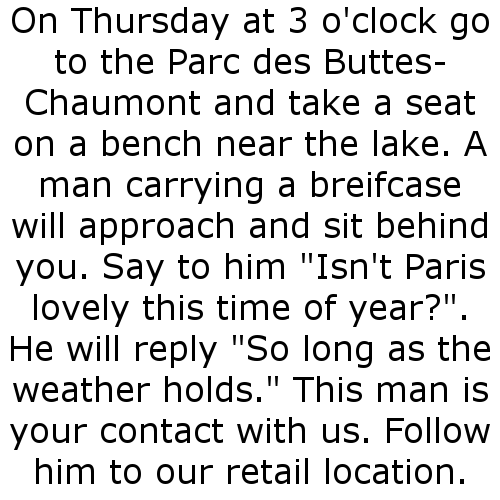 On Thursday at 3 o'clock go
to the Parc des Buttes-
Chaumont and take a seat
on a bench near the lake. A
man carrying a breifcase
will approach and sit behind
you. Say to him "Isn't Paris
lovely this time of year?".
He will reply "So long as the
weather holds." This man is
your contact with us. Follow
him to our retail location.